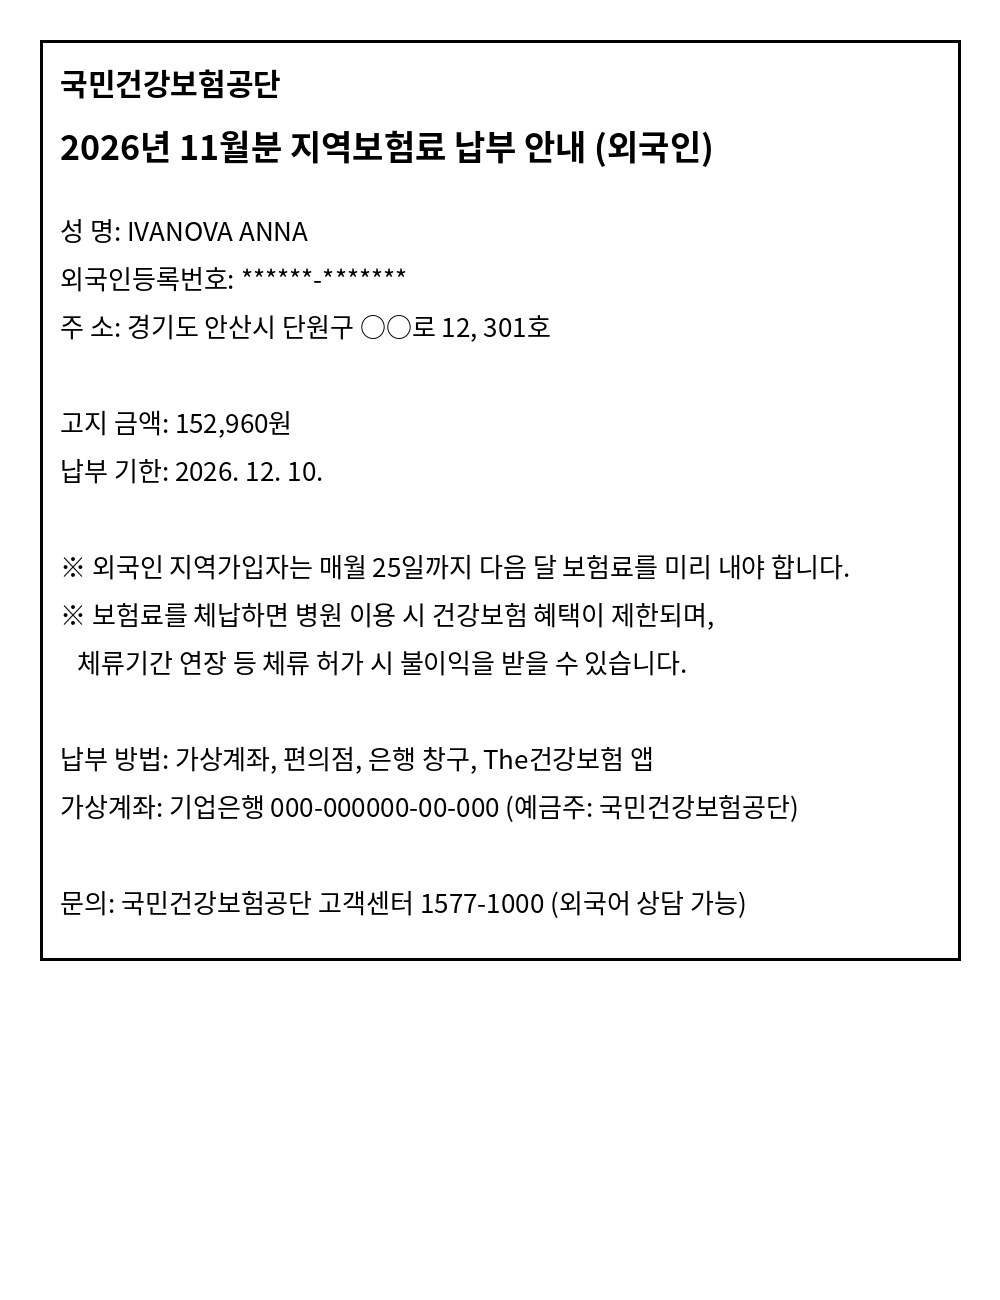 국민건강보험공단
2026년 11월분 지역보험료 납부 안내 (외국인)
성 명: IVANOVA ANNA
외국인등록번호: ******-*******
주 소: 경기도 안산시 단원구 〇〇로 12, 301호
고지 금액: 152,960원
납부 기한: 2026. 12. 10.
※ 외국인 지역가입자는 매월 25일까지 다음 달 보험료를 미리 내야 합니다.
※ 보험료를 체납하면 병원 이용 시 건강보험 혜택이 제한되며,
체류기간 연장 등 체류 허가 시 불이익을 받을 수 있습니다.
납부 방법: 가상계좌, 편의점, 은행 창구, The건강보험 앱
가상계좌: 기업은행 000-000000-00-000 (예금주: 국민건강보험공단)
문의: 국민건강보험공단 고객센터 1577-1000 (외국어 상담 가능)